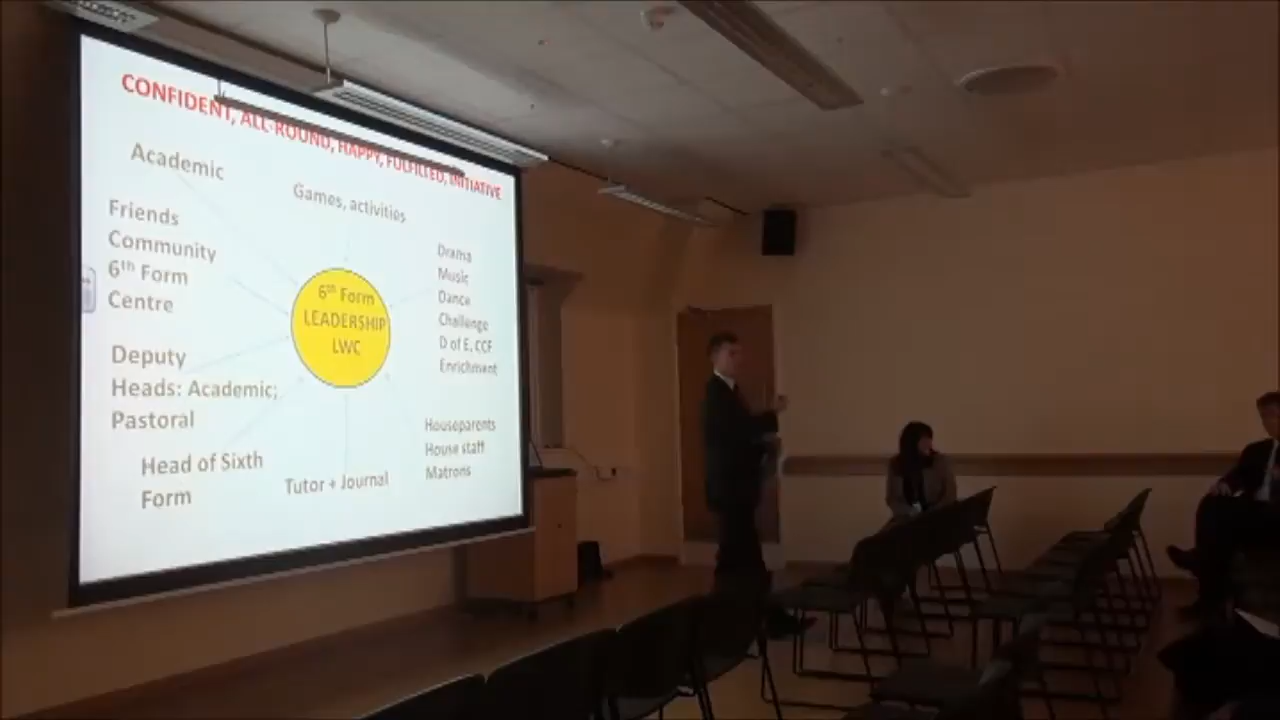 CONFIDENT, ALL-ROUND, HAPPY, FULFILLED, INITIATIVE
Academic
Games, activities
Friends
Community
6th Form
Centre
Drama
Music
Dance
Challenge
D of E, CCF
Enrichment
6th Form
LEADERSHIP
LWC
Deputy
Heads: Academic;
Pastoral
Head of Sixth
Form
Tutor + Journal
Houseparents
House staff
Matrons